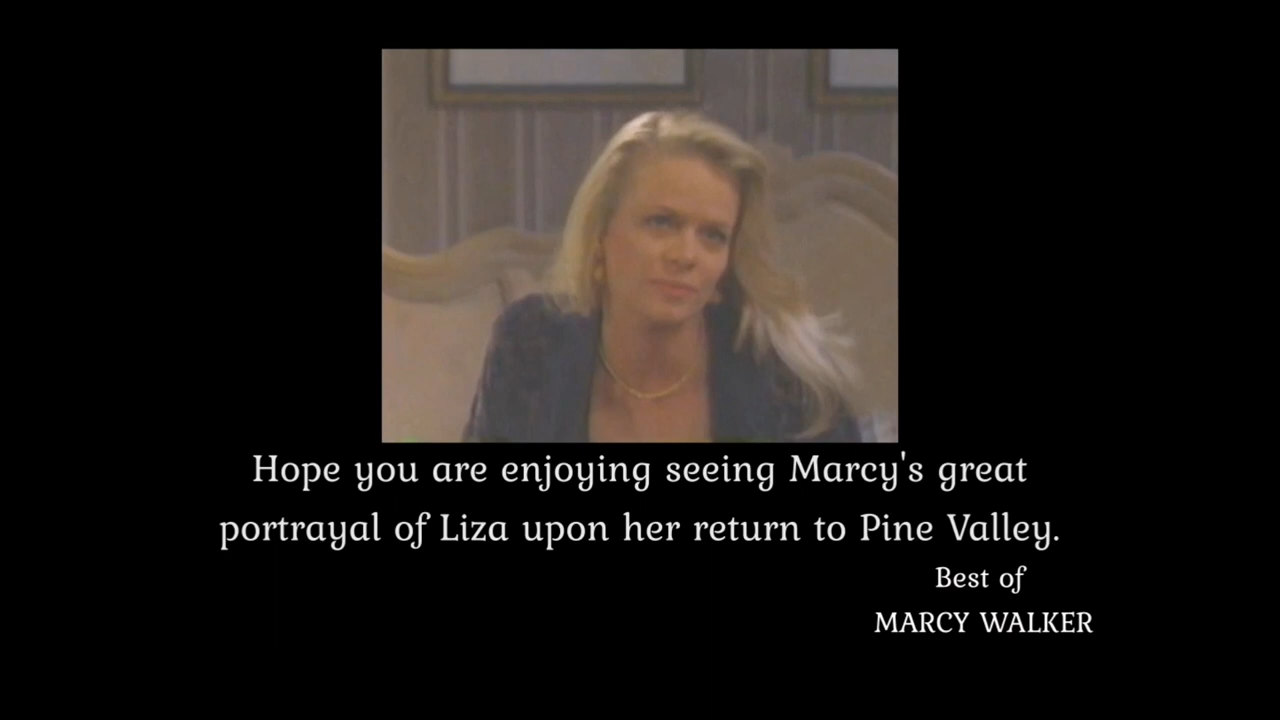 Hope you are enjoying seeing Marcy's great
portrayal of Liza upon her return to Pine Valley.
Best of
MARCY WALKER